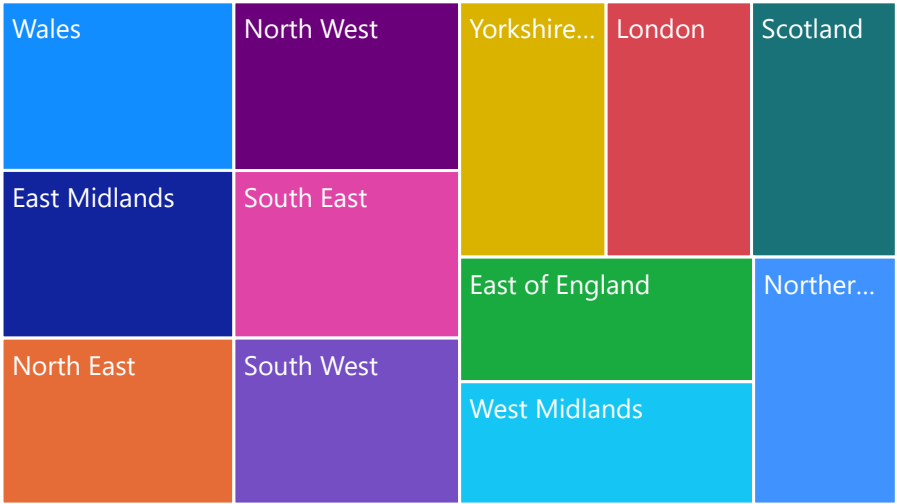 Wales
North West
Yorkshire...
London
Scotland
East Midlands
South East
East of England
Norther...
North East
South West
West Midlands